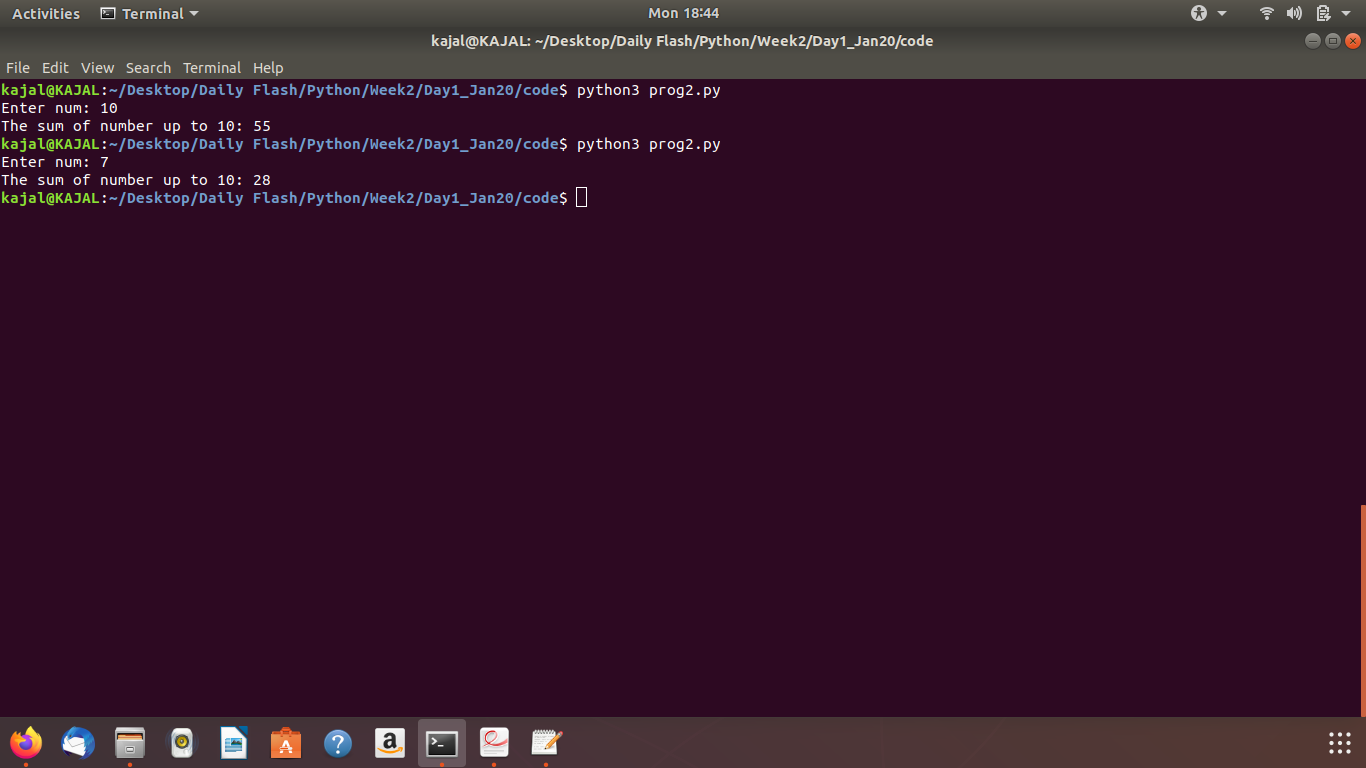 Activities Terminal Mon 18:44
kajal@KAJAL: ~/Desktop/Daily Flash/Python/Week2/Day1_Jan20/code
File Edit View Search Terminal Help
kajal@KAJAL:~/Desktop/Daily Flash/Python/Week2/Day1_Jan20/code$ python3 prog2.py
Enter num: 10
The sum of number up to 10: 55
kajal@KAJAL:~/Desktop/Daily Flash/Python/Week2/Day1_Jan20/code$ python3 prog2.py
Enter num: 7
The sum of number up to 10: 28
kajal@KAJAL:~/Desktop/Daily Flash/Python/Week2/Day1_Jan20/code$